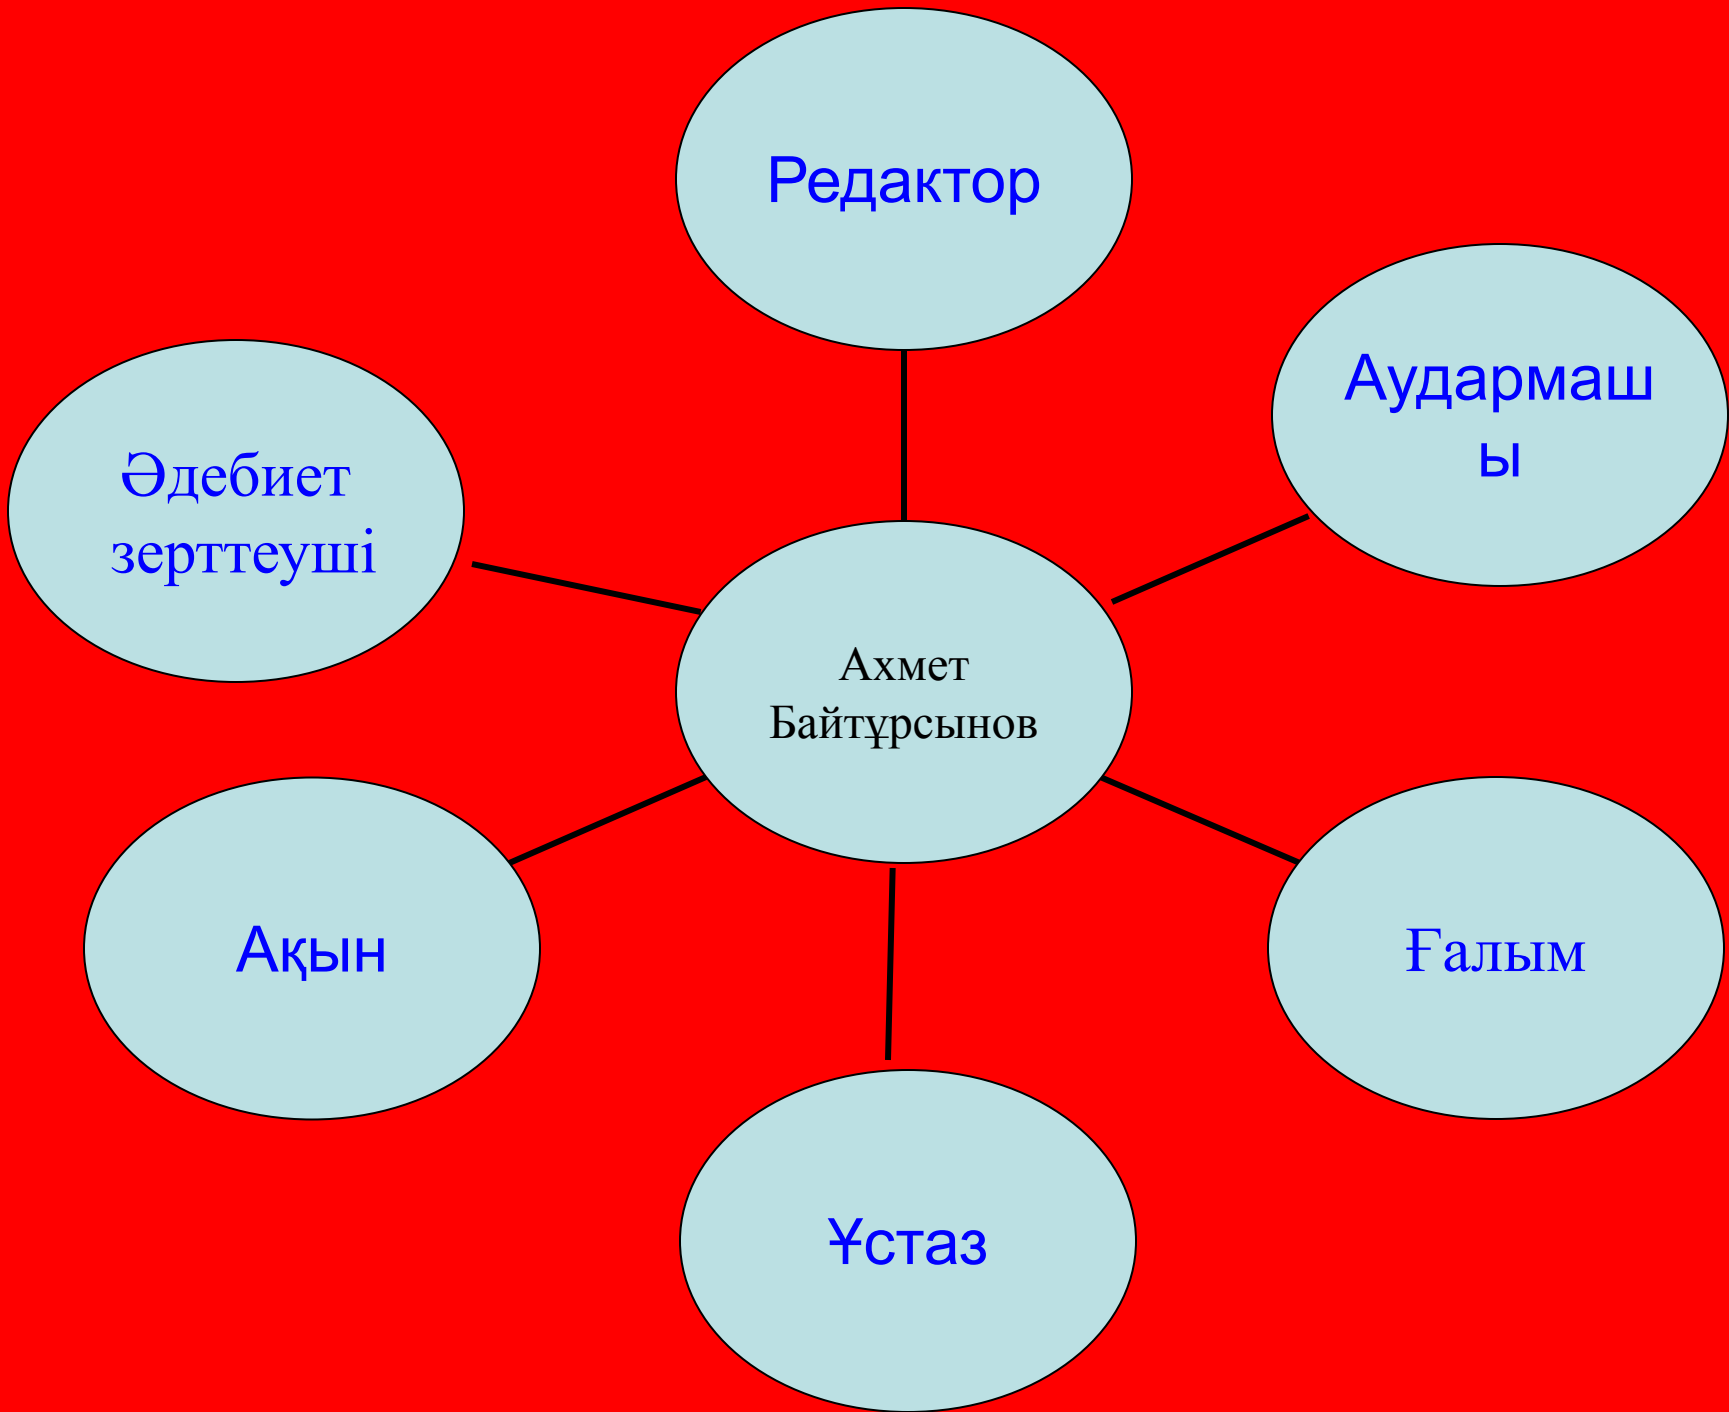 Редактор
Аудармаш
ы
Әдебиет
зерттеуші
Ахмет
Байтұрсынов
Ақын
Ғалым
Ұстаз